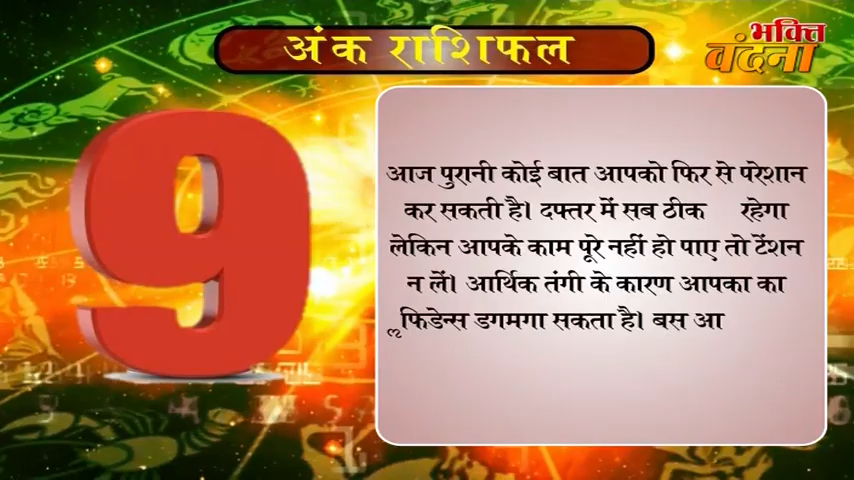 अंक राशिफल
भक्ति
वंदना
9
आज पुरानी कोई बात आपको फिर से परेशान
कर सकती है। दफ्तर में सब ठीक रहेगा
लेकिन आपके काम पूरे नहीं हो पाए तो टेंशन
न लें। आर्थिक तंगी के कारण आपका का
फिडेन्स डगमगा सकता है। बस आ